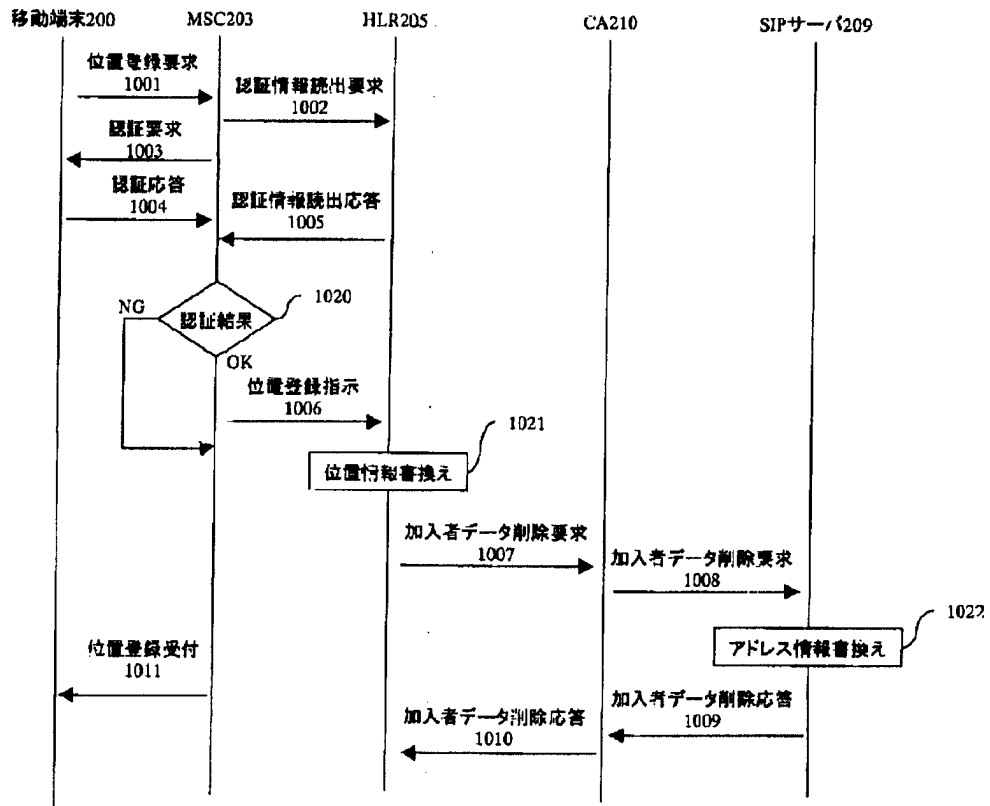 移動端末200 MSC203 HLR205 CA210 SIPサーバ209
位置登録要求
1001
認証情報読出要求
1002
認証要求
1003
認証応答
1004
認証情報読出応答
1005
1020
NG
認証結果
OK
位置登録指示
1006
1021
位置情報書換え
加入者データ削除要求
1007
加入者データ削除要求
1008
1022
アドレス情報書換え
位置登録受付
1011
加入者データ削除応答
1009
加入者データ削除応答
1010